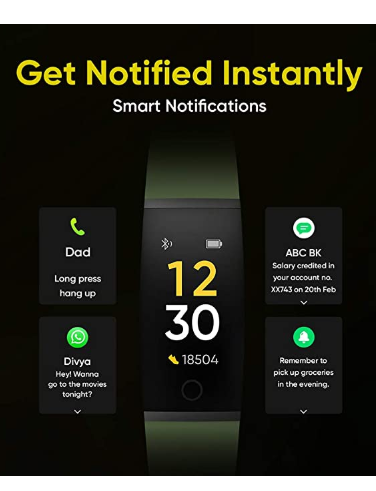 Get Notified Instantly
Smart Notifications
Dad
Long press
hang up
ABC BK
Salary credited in
your account no.
XX743 on 20th Feb
12
30
18504
Divya
Hey! Wanna
go to the movies
tonight?
Remember to
pick up groceries
in the evening.